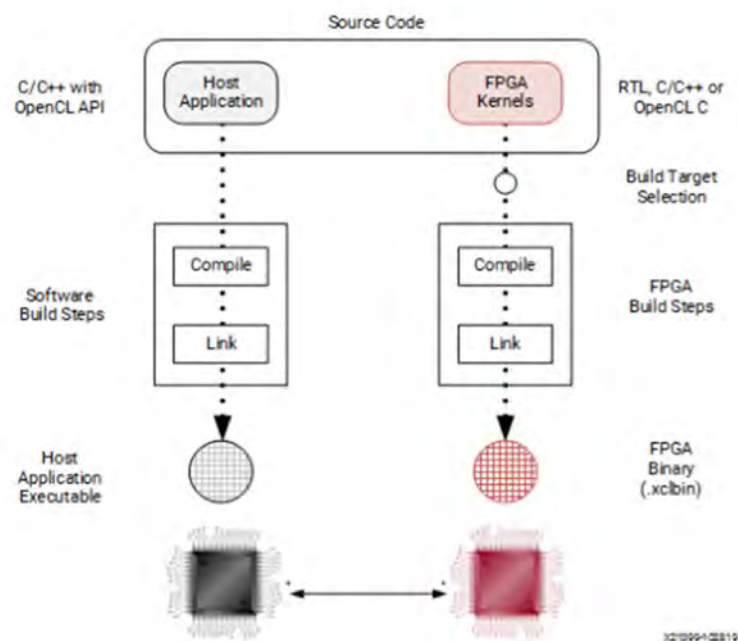 Source Code
C/C++ with
OpenCL API
Host
Application
FPGA
Kernels
RTL, C/C++ or
OpenCL C
Build Target
Selection
Software
Build Steps
Compile
Link
Compile
Link
FPGA
Build Steps
Host
Application
Executable
FPGA
Binary
(.xclbin)